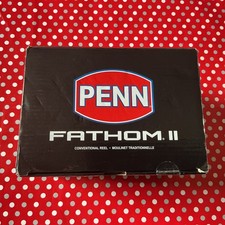 PENN
FATHOM II
CONVENTIONAL REEL • MOULINET TRADITIONNELLE